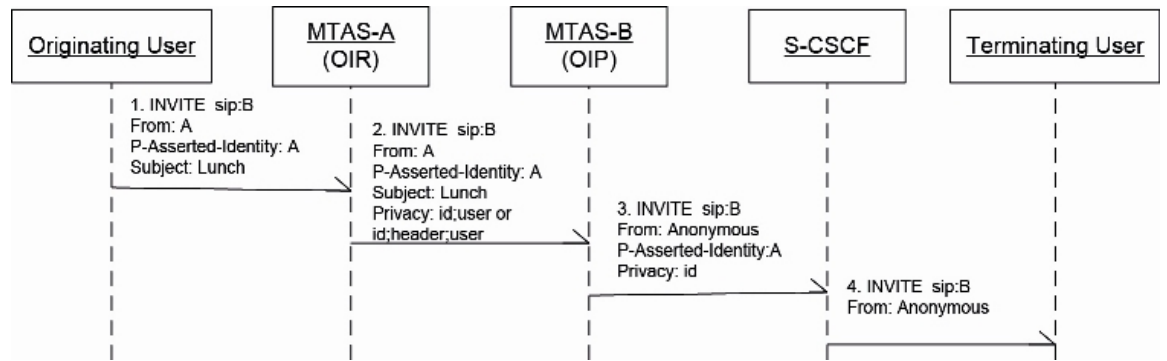 Originating User
MTAS-A
(OIR)
MTAS-B
(OIP)
S-CSCF
Terminating User
1. INVITE sip:B
From: A
P-Asserted-Identity: A
Subject: Lunch
2. INVITE sip:B
From: A
P-Asserted-Identity: A
Subject: Lunch
Privacy: id;user or
id;header;user
3. INVITE sip:B
From: Anonymous
P-Asserted-Identity:A
Privacy: id
4. INVITE sip:B
From: Anonymous